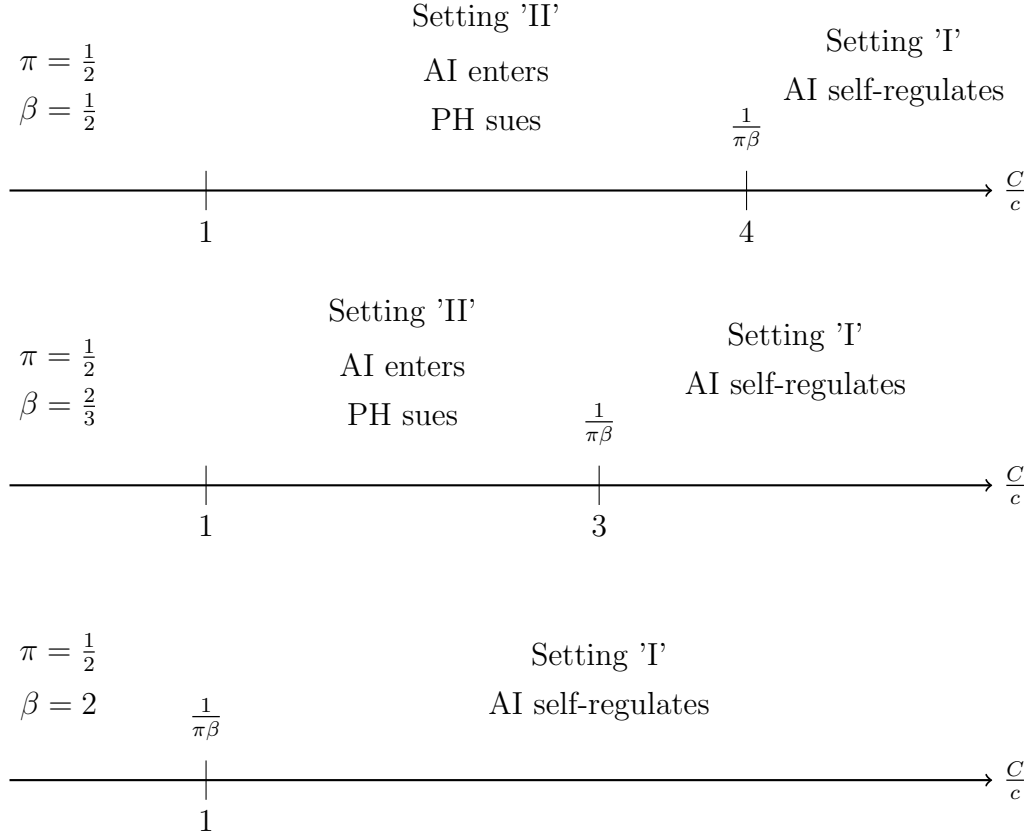 Setting 'II'
Setting 'I'
π = 1/2
AI enters
AI self-regulates
β = 1/2
PH sues
1/πβ
C/c
1
4
Setting 'II'
Setting 'I'
π = 1/2
AI enters
AI self-regulates
β = 2/3
PH sues
1/πβ
C/c
1
3
π = 1/2
Setting 'I'
β = 2
AI self-regulates
1/πβ
C/c
1